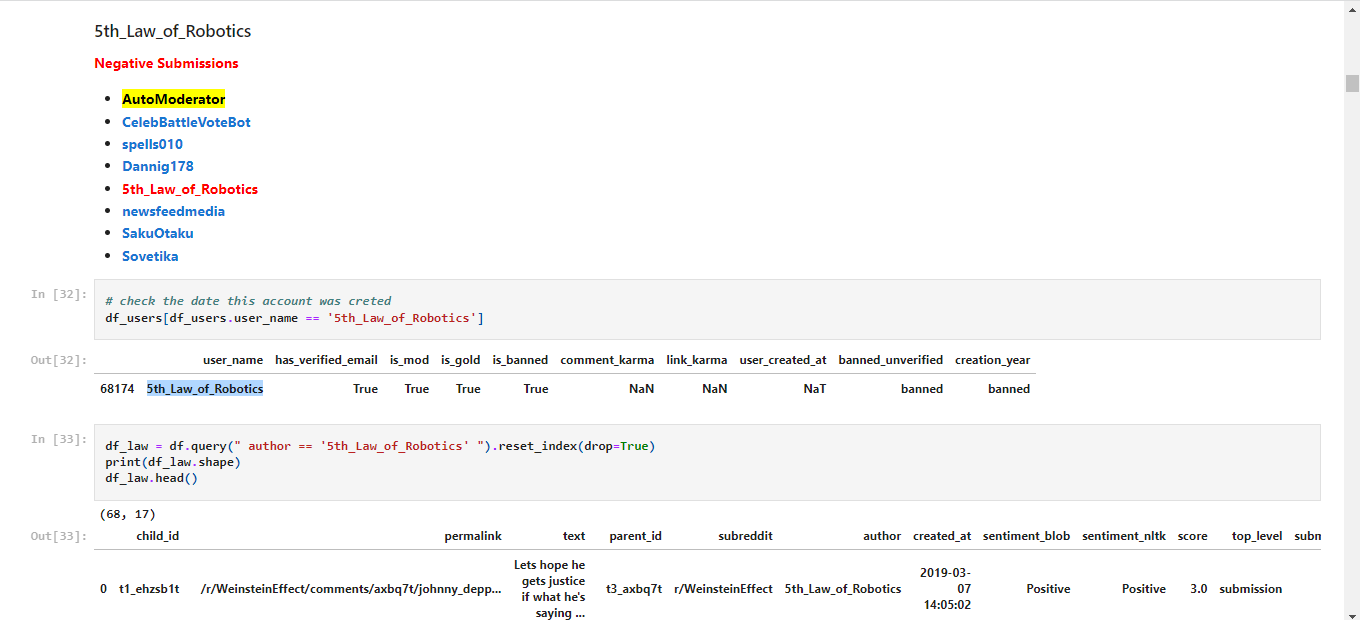 5th_Law_of_Robotics
Negative Submissions
AutoModerator
CelebBattleVoteBot
spells010
Dannig178
5th_Law_of_Robotics
newsfeedmedia
SakuOtaku
Sovetika
In [32]:
# check the date this account was creted
df_users[df_users.user_name == '5th_Law_of_Robotics']
Out[32]:
user_name has_verified_email is_mod is_gold is_banned comment_karma link_karma user_created_at banned_unverified creation_year
68174 5th_Law_of_Robotics True True True True NaN NaN NaT banned banned
In [33]:
df_law = df.query(" author == '5th_Law_of_Robotics' ").reset_index(drop=True)
print(df_law.shape)
df_law.head()
(68, 17)
Out[33]:
child_id permalink text parent_id subreddit author created_at sentiment_blob sentiment_nltk score top_level subm
0 t1_ehzsb1t /r/WeinsteinEffect/comments/axbq7t/johnny_depp... Lets hope he gets justice if what he's saying ... t3_axbq7t r/WeinsteinEffect 5th_Law_of_Robotics 2019-03-07 14:05:02 Positive Positive 3.0 submission